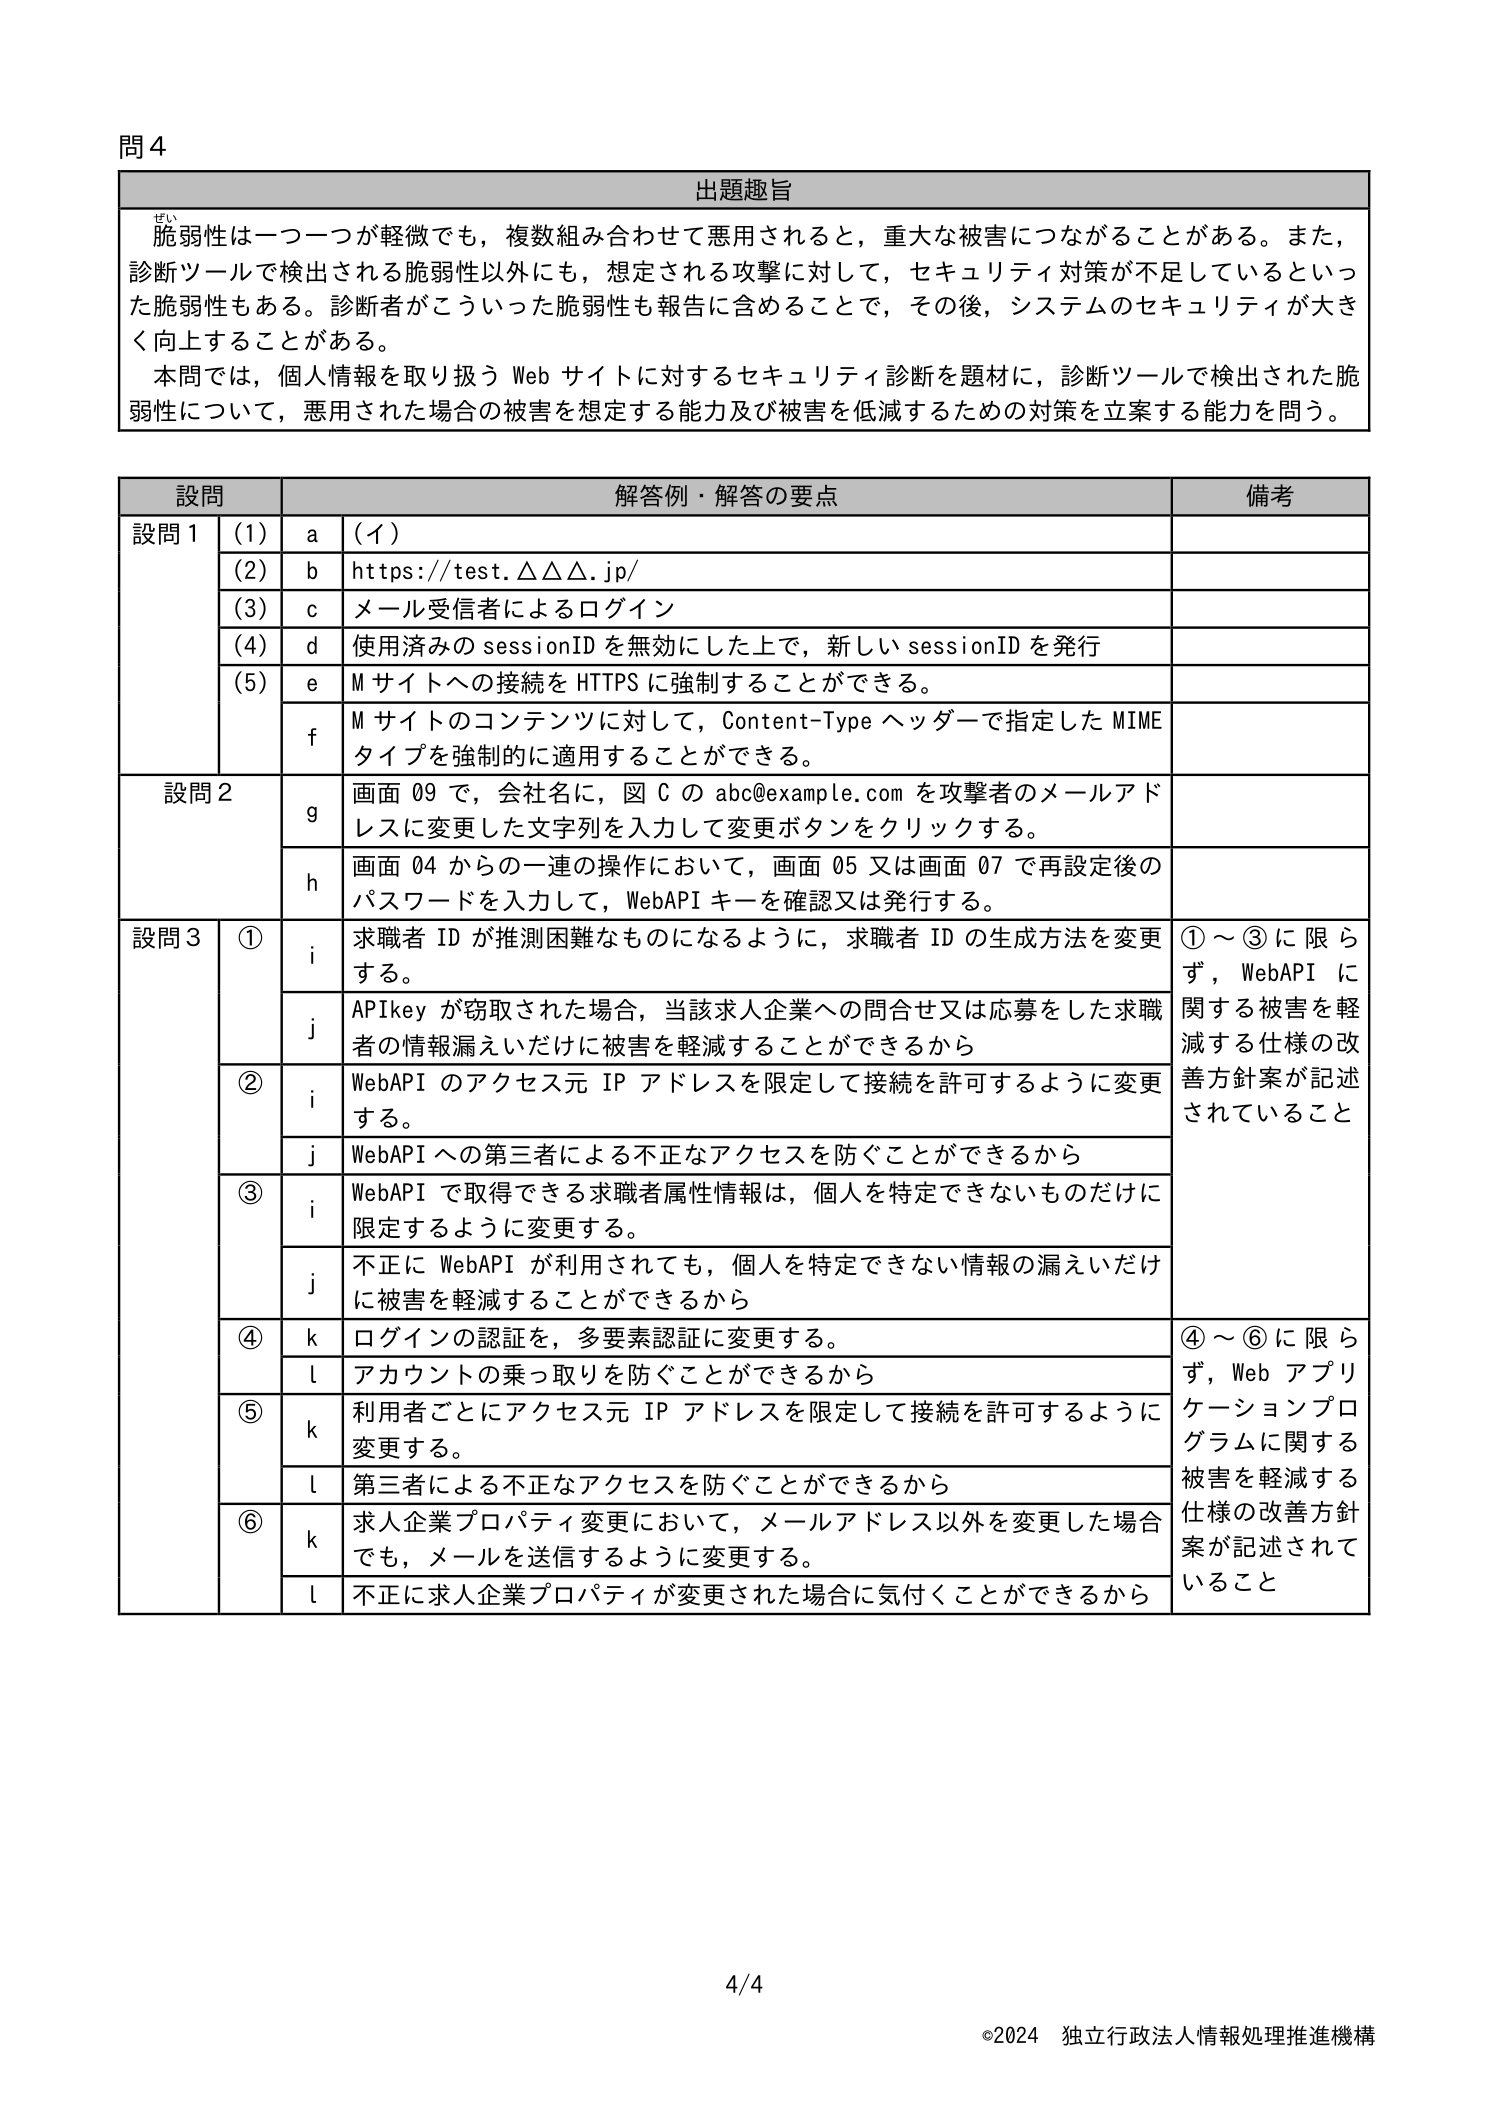 問４
出題趣旨
ぜい
脆弱性は一つ一つが軽微でも，複数組み合わせて悪用されると，重大な被害につながることがある。また，
診断ツールで検出される脆弱性以外にも，想定される攻撃に対して，セキュリティ対策が不足しているといっ
た脆弱性もある。診断者がこういった脆弱性も報告に含めることで，その後，システムのセキュリティが大き
く向上することがある。
本問では，個人情報を取り扱う Web サイトに対するセキュリティ診断を題材に，診断ツールで検出された脆
弱性について，悪用された場合の被害を想定する能力及び被害を低減するための対策を立案する能力を問う。
設問 解答例・解答の要点 備考
設問１ (1) a （イ）
(2) b https://test.△△△.jp/
(3) c メール受信者によるログイン
(4) d 使用済みの sessionID を無効にした上で，新しい sessionID を発行
(5) e M サイトへの接続を HTTPS に強制することができる。
f M サイトのコンテンツに対して，Content-Type ヘッダーで指定した MIME
タイプを強制的に適用することができる。
設問２ g 画面 09 で，会社名に，図 C の abc@example.com を攻撃者のメールアド
レスに変更した文字列を入力して変更ボタンをクリックする。
h 画面 04 からの一連の操作において，画面 05 又は画面 07 で再設定後の
パスワードを入力して，WebAPI キーを確認又は発行する。
設問３ ① i 求職者 ID が推測困難なものになるように，求職者 ID の生成方法を変更
する。
j APIkey が窃取された場合，当該求人企業への問合せ又は応募をした求職
者の情報漏えいだけに被害を軽減することができるから
② i WebAPI のアクセス元 IP アドレスを限定して接続を許可するように変更
する。
j WebAPI への第三者による不正なアクセスを防ぐことができるから
③ i WebAPI で取得できる求職者属性情報は，個人を特定できないものだけに
限定するように変更する。
j 不正に WebAPI が利用されても，個人を特定できない情報の漏えいだけ
に被害を軽減することができるから
①～③に限ら
ず，WebAPI に
関する被害を軽
減する仕様の改
善方針案が記述
されていること
④ k ログインの認証を，多要素認証に変更する。
l アカウントの乗っ取りを防ぐことができるから
⑤ k 利用者ごとにアクセス元 IP アドレスを限定して接続を許可するように
変更する。
l 第三者による不正なアクセスを防ぐことができるから
⑥ k 求人企業プロパティ変更において，メールアドレス以外を変更した場合
でも，メールを送信するように変更する。
l 不正に求人企業プロパティが変更された場合に気付くことができるから
④～⑥に限ら
ず，Web アプリ
ケーションプロ
グラムに関する
被害を軽減する
仕様の改善方針
案が記述されて
いること
4/4
©2024　独立行政法人情報処理推進機構